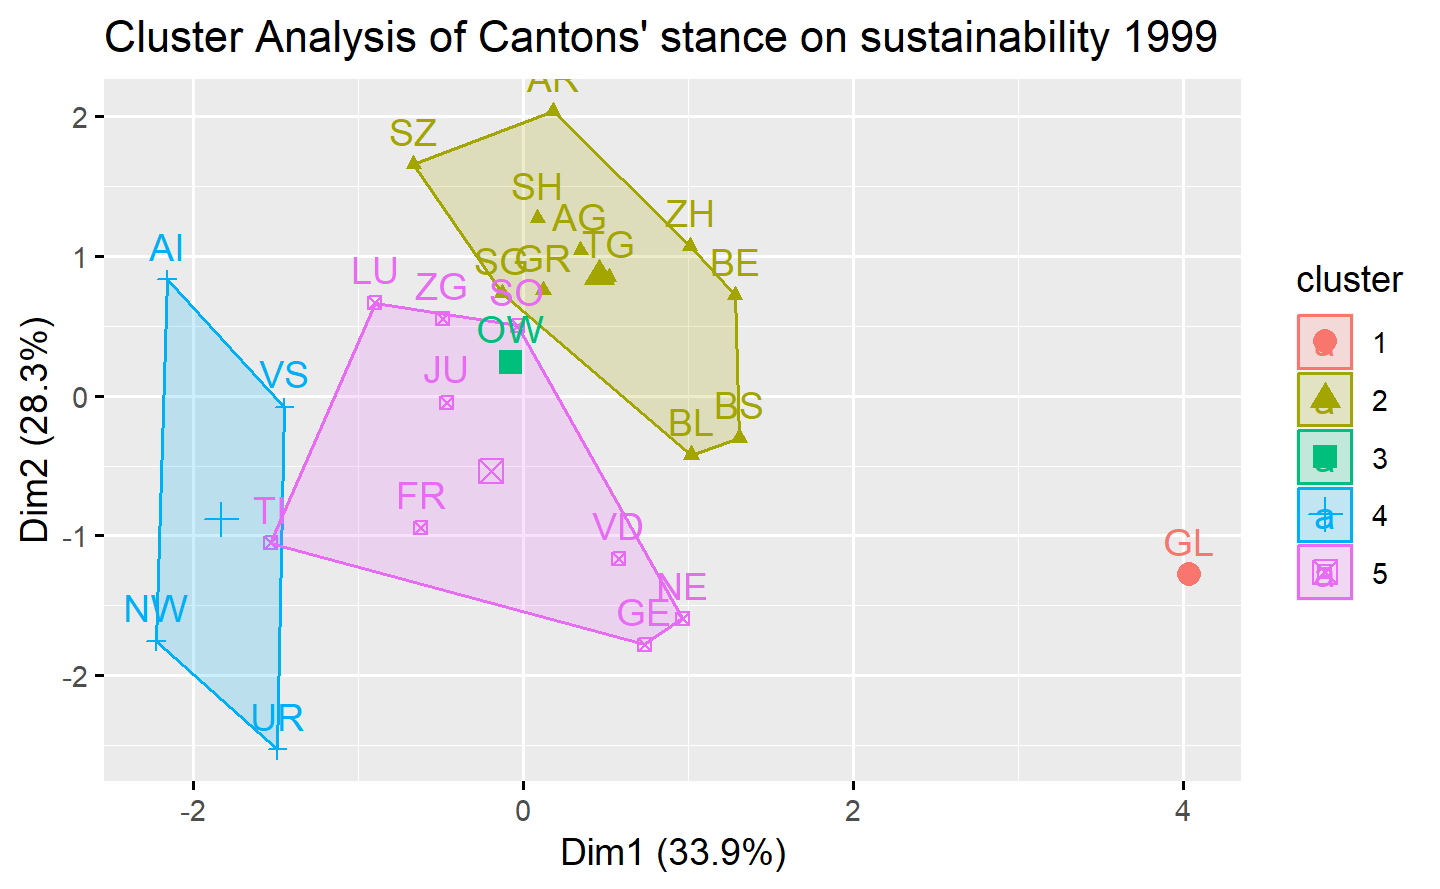 Cluster Analysis of Cantons' stance on sustainability 1999
AR
SZ
SH
AG
ZH
TG
AI
SG
GR
BE
LU
ZG
SO
OW
VS
JU
BS
BL
TI
FR
VD
GL
NE
NW
GE
UR
2
1
0
-1
-2
-2
0
2
4
Dim1 (33.9%)
Dim2 (28.3%)
cluster
a 1
a 2
a 3
a 4
a 5